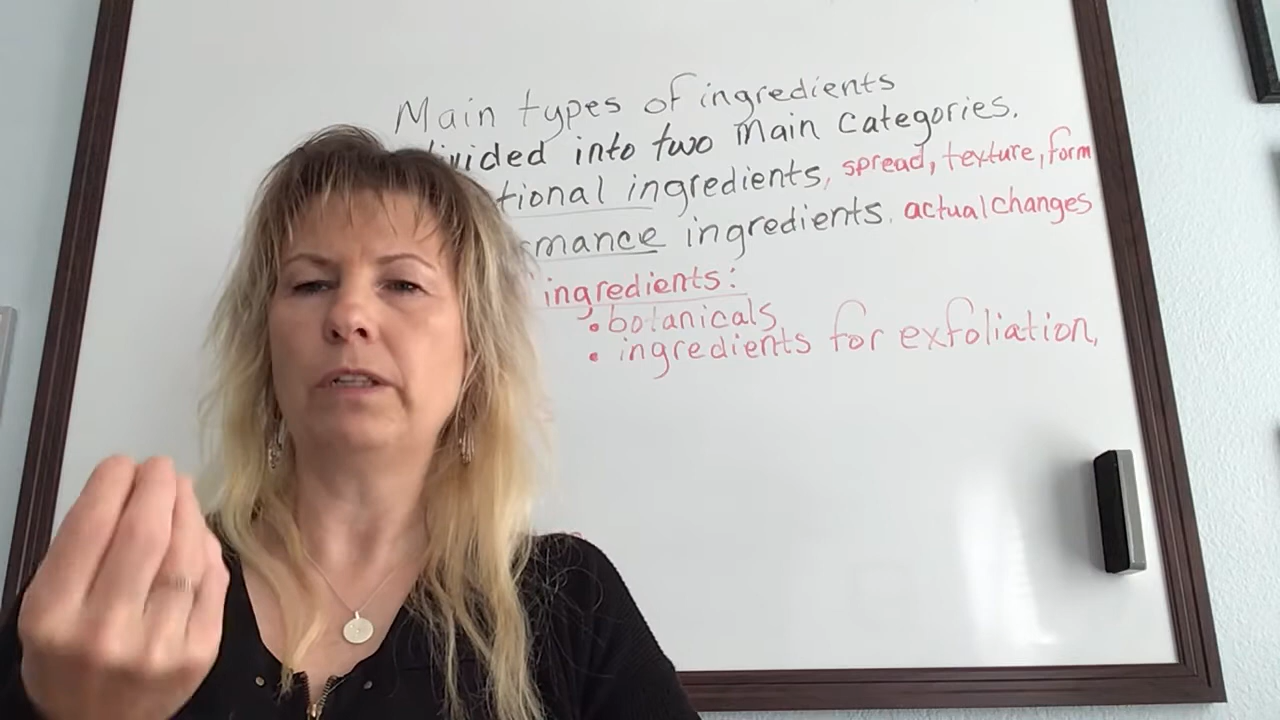 Main types of ingredients
divided into two main categories.
tional ingredients, spread, texture, form
mance ingredients. actual changes
ingredients:
• botanicals
• ingredients for exfoliation,